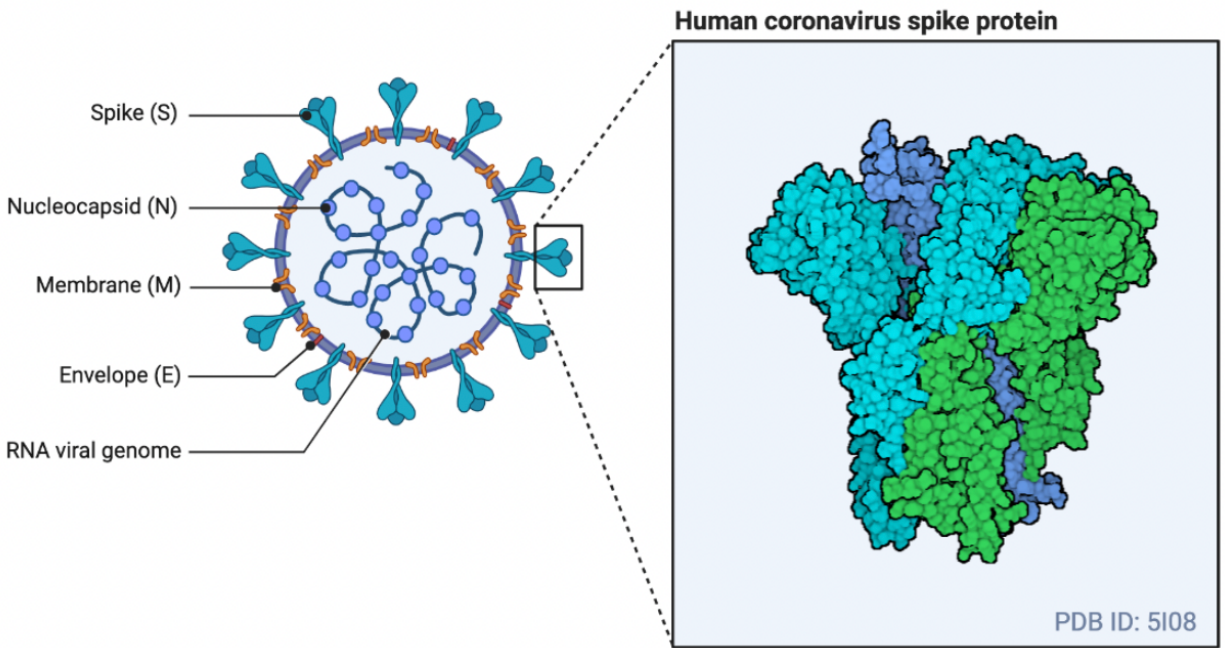 Human coronavirus spike protein
Spike (S)
Nucleocapsid (N)
Membrane (M)
Envelope (E)
RNA viral genome
PDB ID: 5I08